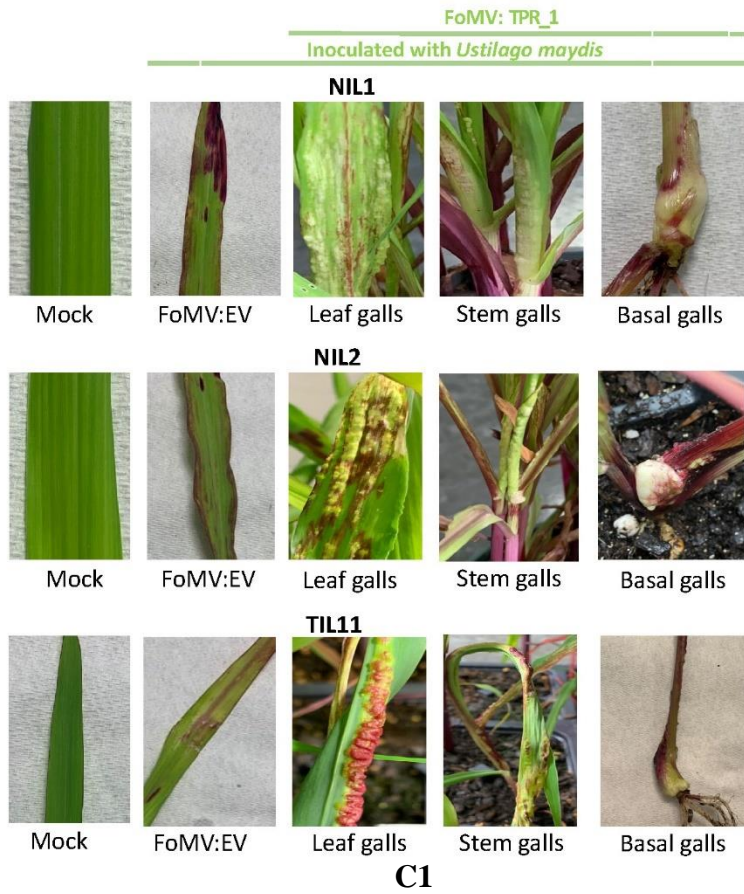 FoMV: TPR_1
Inoculated with Ustilago maydis
NIL1
Mock FoMV:EV Leaf galls Stem galls Basal galls
NIL2
Mock FoMV:EV Leaf galls Stem galls Basal galls
TIL11
Mock FoMV:EV Leaf galls Stem galls Basal galls
C1